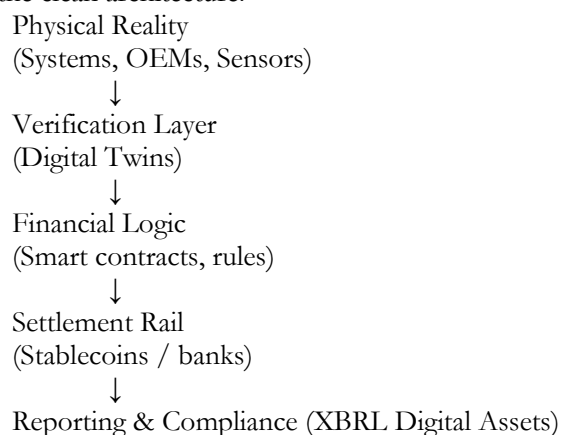 the clean architecture:
Physical Reality
(Systems, OEMs, Sensors)
↓
Verification Layer
(Digital Twins)
↓
Financial Logic
(Smart contracts, rules)
↓
Settlement Rail
(Stablecoins / banks)
↓
Reporting & Compliance (XBRL Digital Assets)